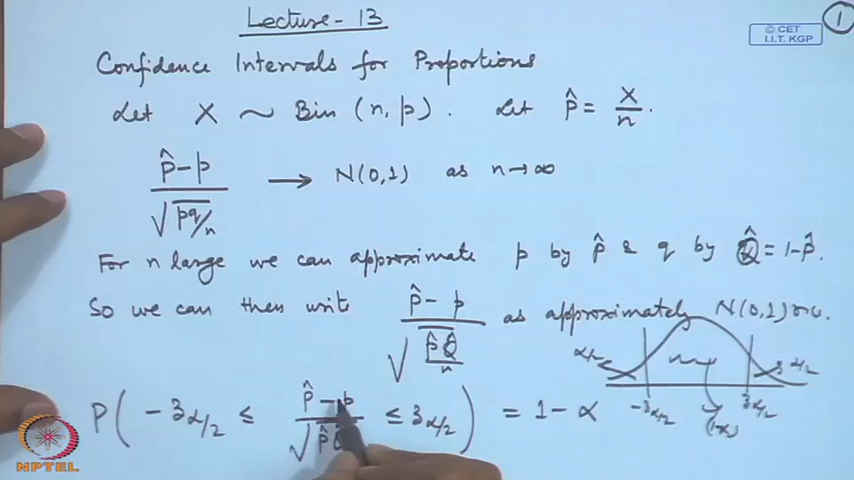 Lecture-13
1
© CET
I.I.T. KGP
Confidence Intervals for Proportions
Let X ~ Bin (n, p). Let p̂ = X/n.
(p̂-p)/√(pq/n) → N(0,1) as n→∞
For n large we can approximate p by p̂ & q by Q̂ = 1-p̂.
So we can then write (p̂-p)/√(p̂Q̂/n) as approximately N(0,1) r.v.
α/2 α/2
-z_{α/2} z_{α/2}
(1-α)
P(-z_{α/2} ≤ (p̂-p)/√(p̂ ≤ z_{α/2}) = 1-α
NPTEL